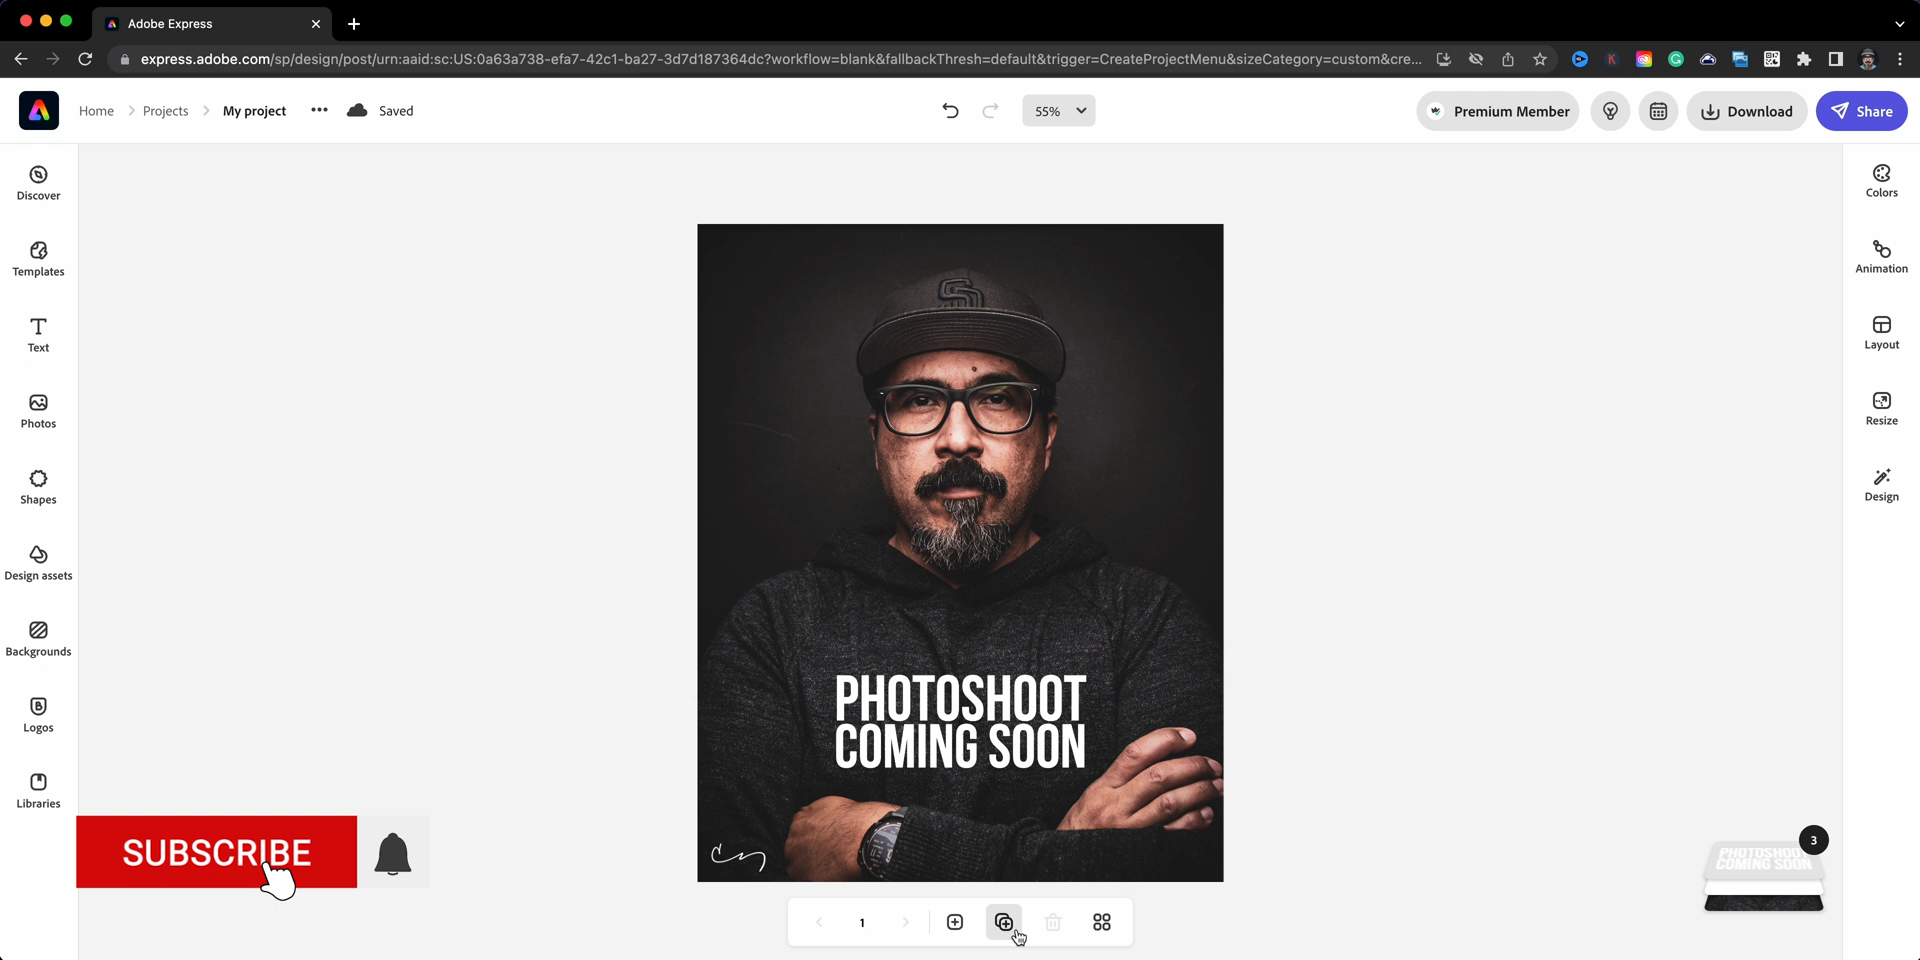 Adobe Express
express.adobe.com/sp/design/post/urn:aaid:sc:US:0a63a738-efa7-42c1-ba27-3d7d187364dc?workflow=blank&fallbackThresh=default&trigger=CreateProjectMenu&sizeCategory=custom&cre...
Home
Projects
My project
Saved
55%
Premium Member
Download
Share
Discover
Templates
Text
Photos
Shapes
Design assets
Backgrounds
Logos
Libraries
Colors
Animation
Layout
Resize
Design
PHOTOSHOOT
COMING SOON
SUBSCRIBE
3
PHOTOSHOOT
COMING SOON
1